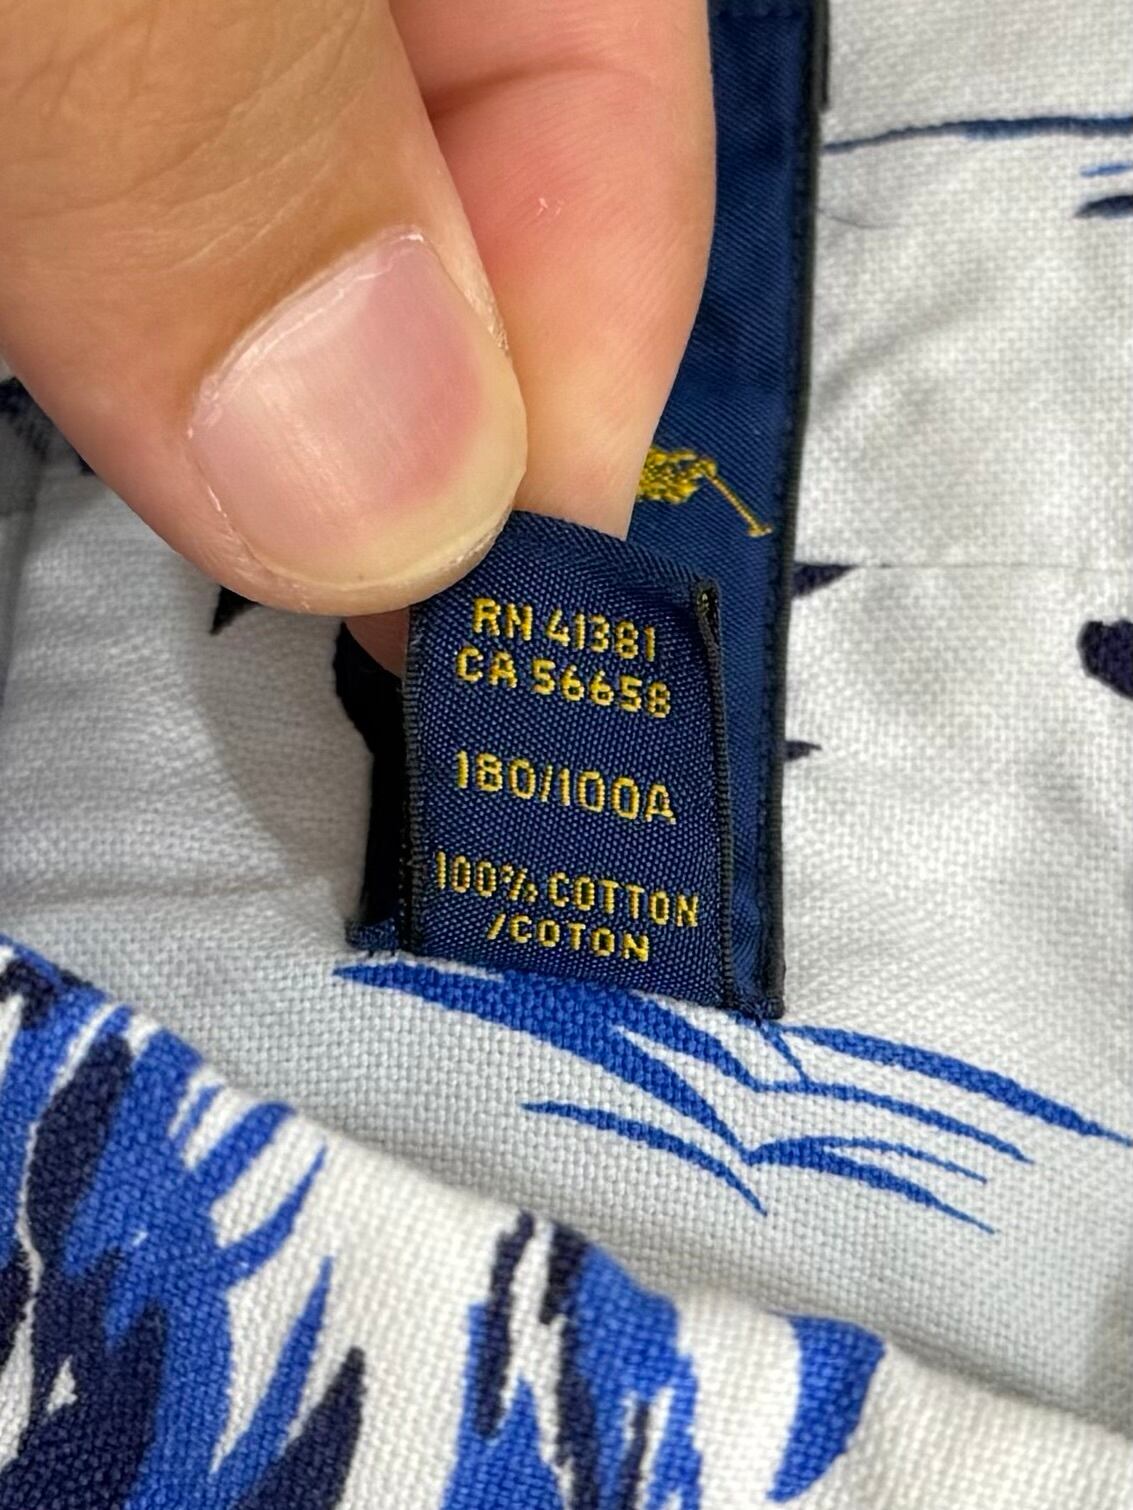 RN 41381
CA 56658
180/100A
100% COTTON
/COTON